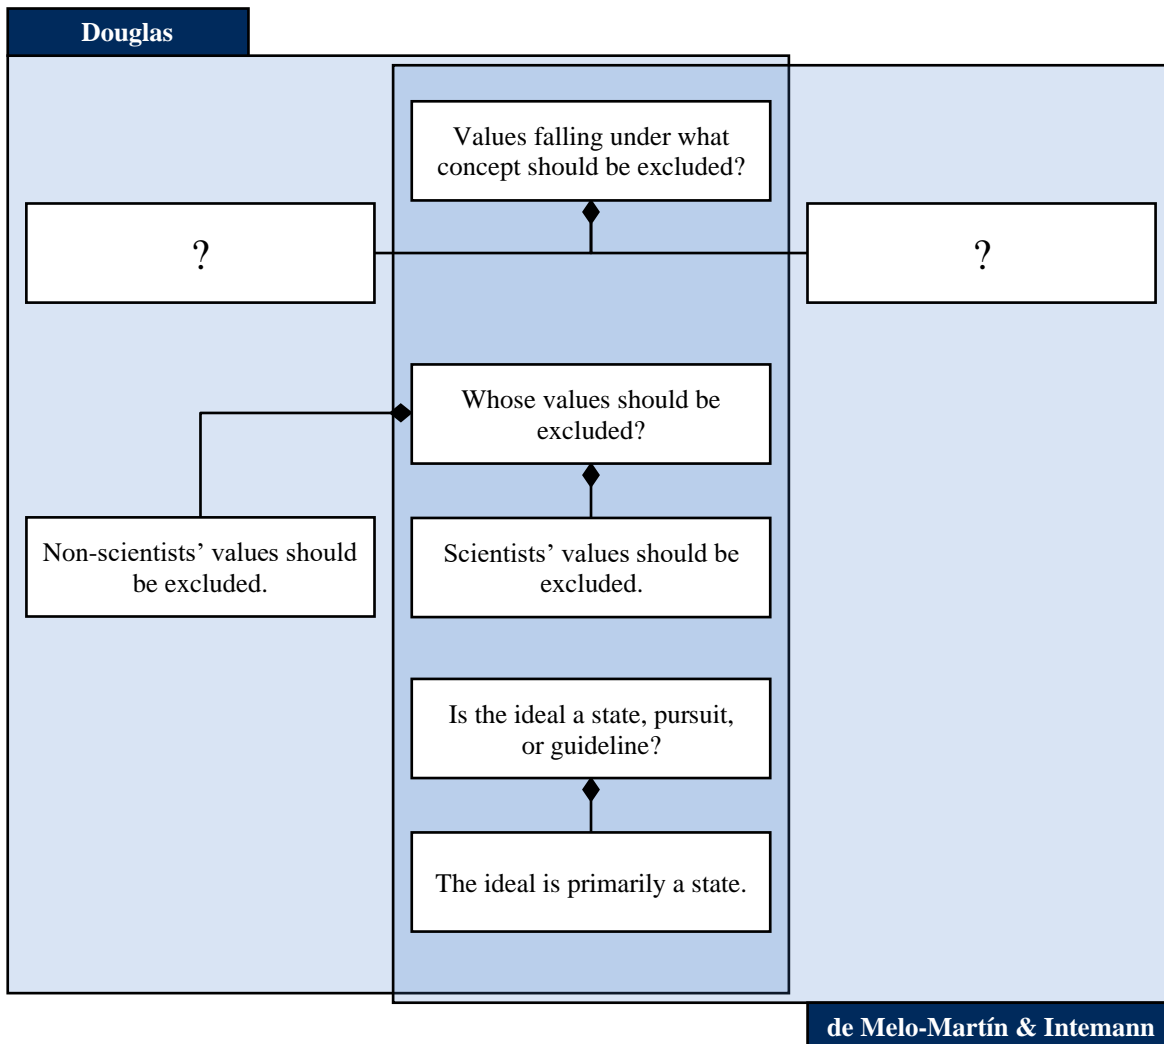 Douglas
Values falling under what
concept should be excluded?
?
?
Whose values should be
excluded?
Non-scientists’ values should
be excluded.
Scientists’ values should be
excluded.
Is the ideal a state, pursuit,
or guideline?
The ideal is primarily a state.
de Melo-Martín & Intemann